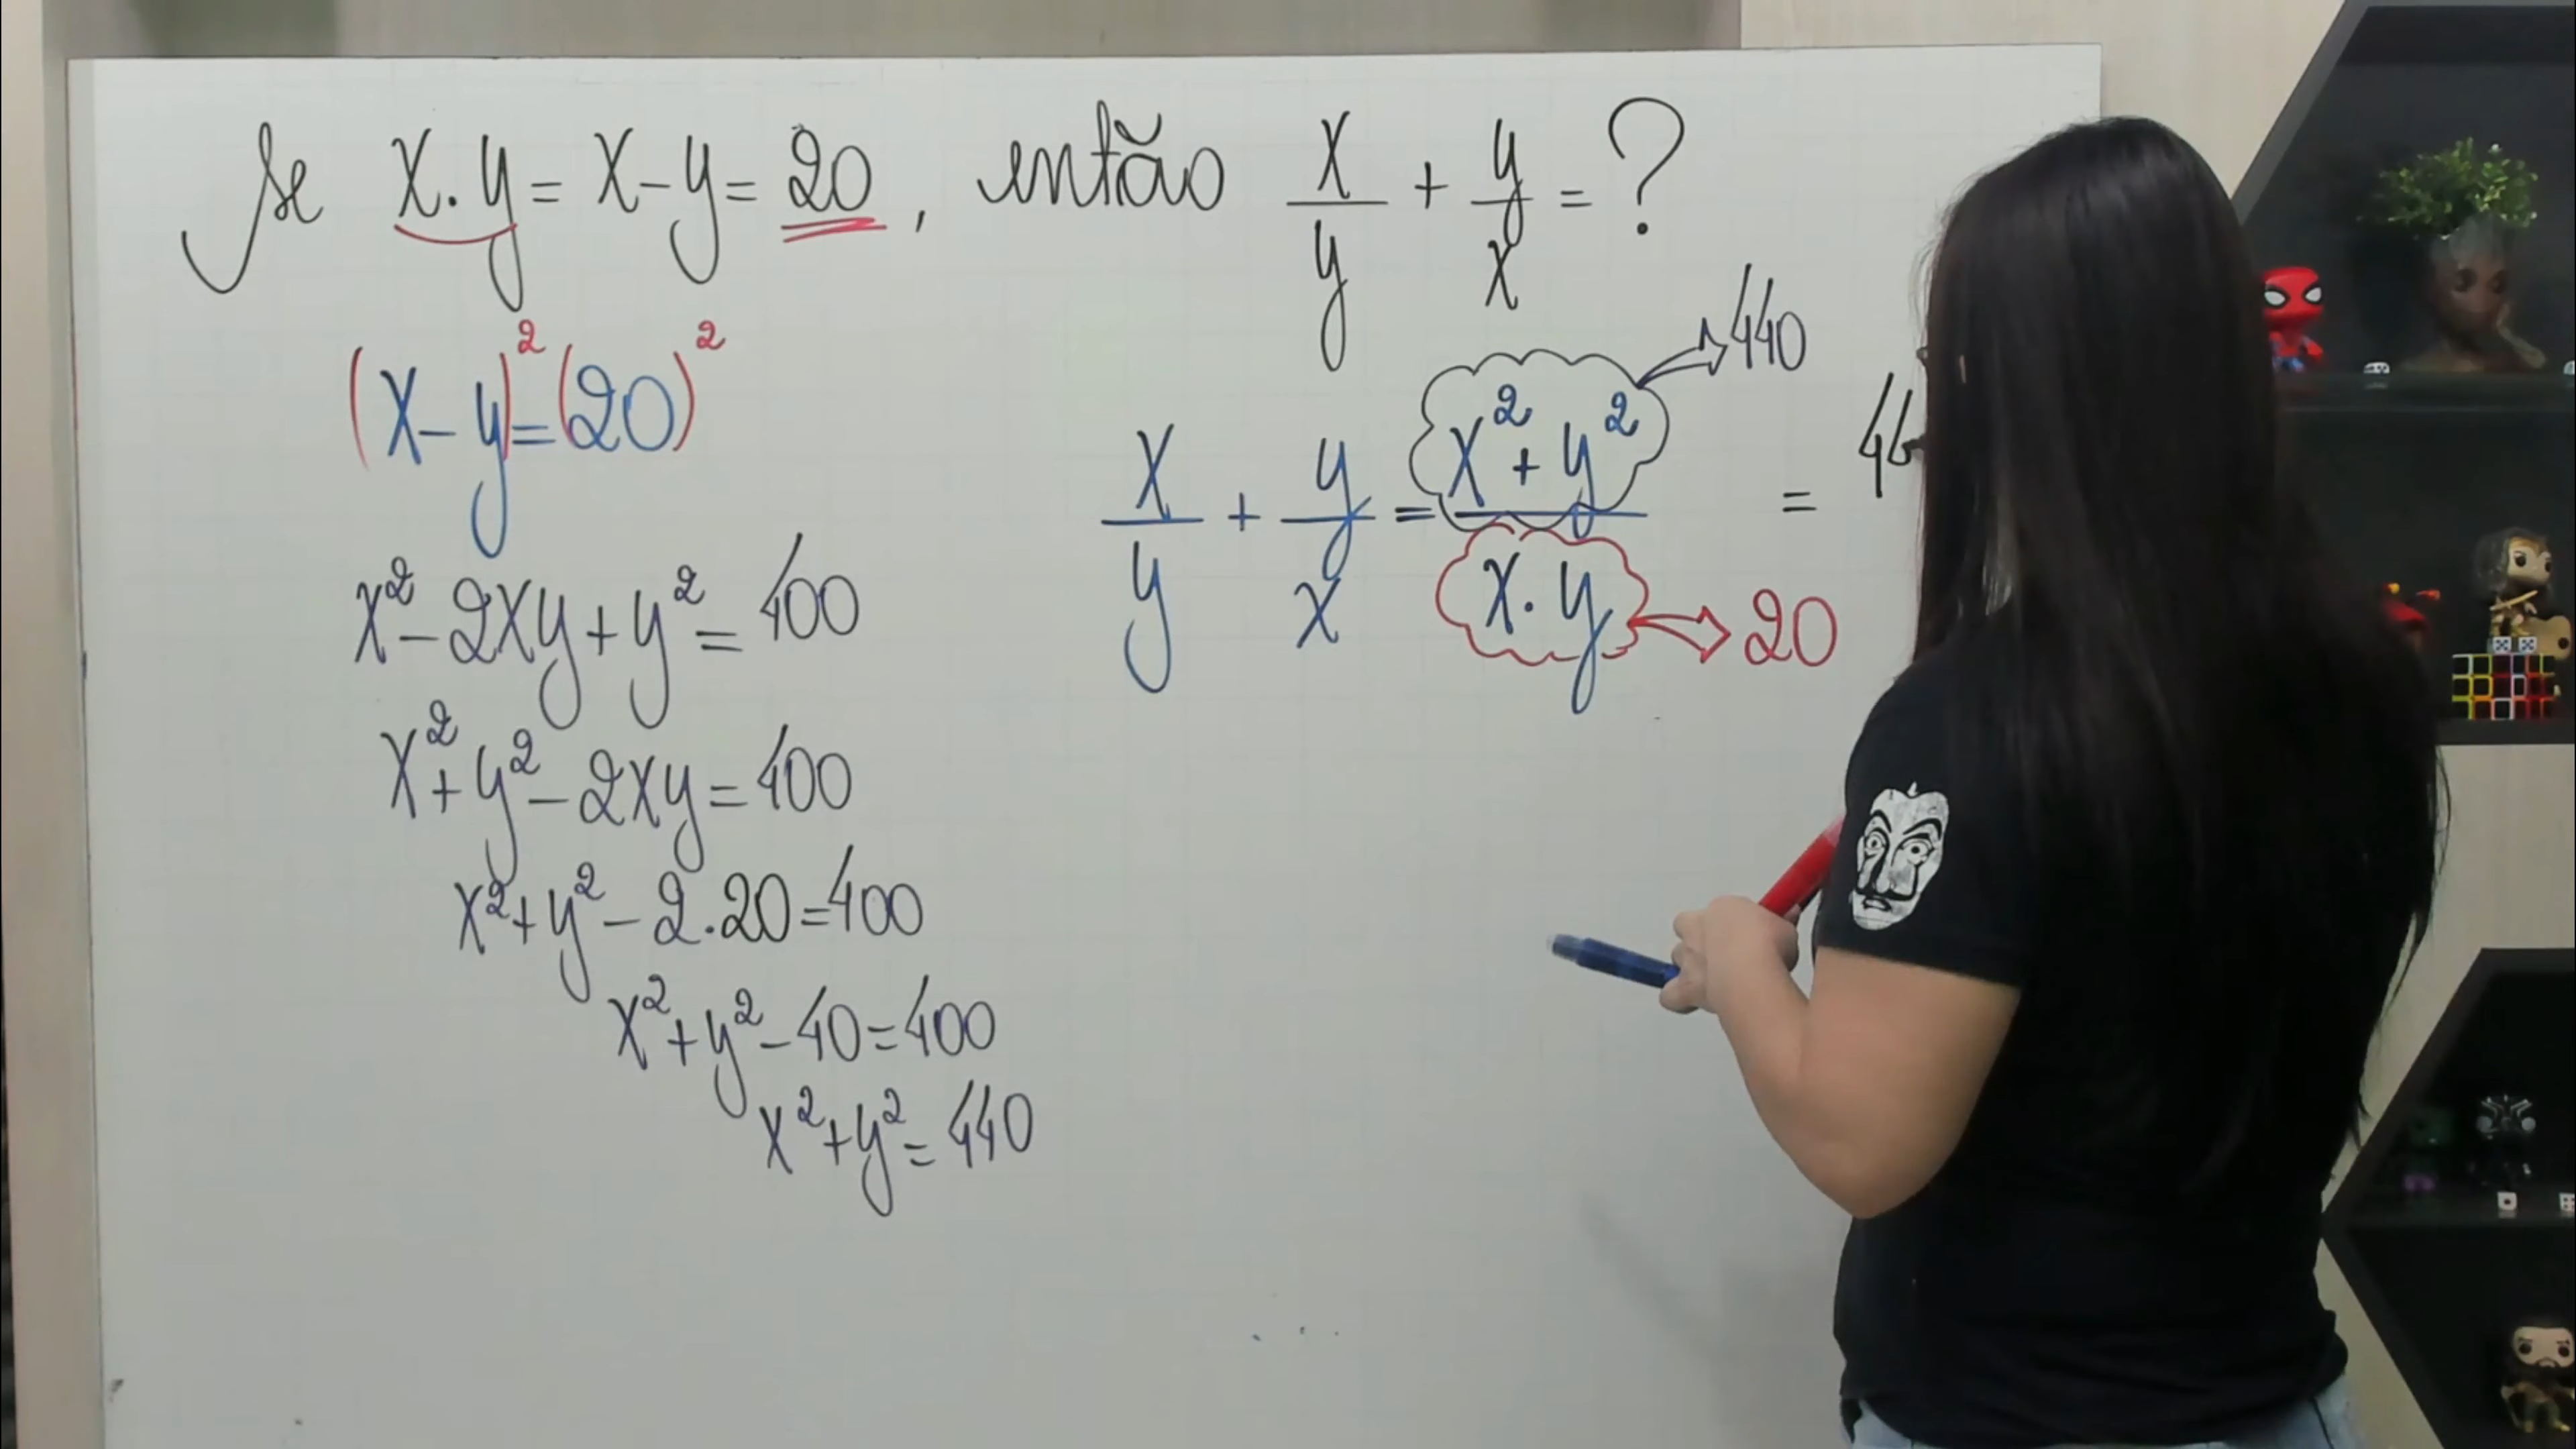 Se x.y = x-y = 20, então x/y + y/x = ?
(x-y)² = (20)²
x² - 2xy + y² = 400
x² + y² - 2xy = 400
x² + y² - 2.20 = 400
x² + y² - 40 = 400
x² + y² = 440
440
x/y + y/x = x² + y² / x.y =
20